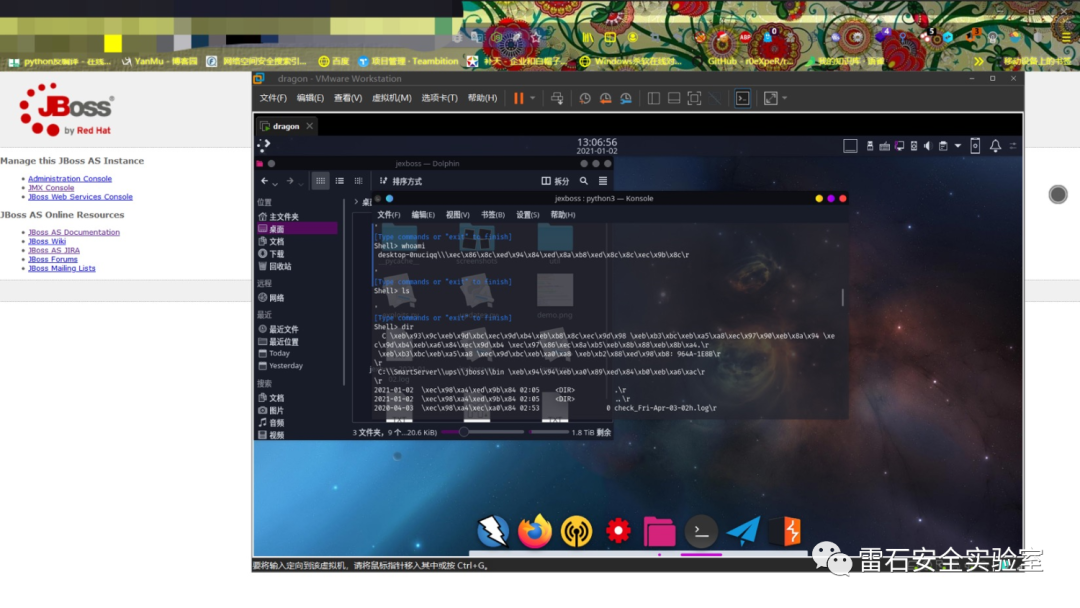 python反编译 - 在线...
YanMu - 博客园
网络空间安全搜索引...
百度
项目管理 · Teambition
补天 - 企业和白帽子...
Windows系统在线对...
GitHub - r0eXpeR/r...
我的知识库 · 语雀
移动设备上的书签
JBoss
by Red Hat
Manage this JBoss AS Instance
Administration Console
JMX Console
JBoss Web Services Console
JBoss AS Online Resources
JBoss AS Documentation
JBoss Wiki
JBoss AS JIRA
JBoss Forums
JBoss Mailing Lists
dragon - VMware Workstation
文件(F) 编辑(E) 查看(V) 虚拟机(M) 选项卡(T) 帮助(H)
dragon
13:06:56
2021-01-02
jexboss — Dolphin
排序方式
拆分
位置
主文件夹
桌面
文档
下载
回收站
远程
网络
最近
最近文件
最近位置
Today
Yesterday
搜索
文档
图片
音频
视频
3 文件夹, 9 个...20.6 KiB)
1.8 TiB 剩余
jexboss : python3 — Konsole
文件(F) 编辑(E) 视图(V) 书签(B) 设置(S) 帮助(H)
[Type commands or "exit" to finish]
Shell> whoami
desktop-0nuciqq\\\xec\x86\x8c\xed\x94\x84\xed\x8a\xb8\xed\x8c\x8c\xec\x9b\x8c\r
[Type commands or "exit" to finish]
Shell> ls
[Type commands or "exit" to finish]
Shell> dir
C \xeb\x93\x9c\xeb\x9d\xbc\xec\x9d\xb4\xeb\xb8\x8c\xec\x9d\x98 \xeb\xb3\xbc\xeb\xa5\xa8\xec\x97\x90\xeb\x8a\x94 \xe
c\x9d\xb4\xeb\xa6\x84\xec\x9d\xb4 \xec\x97\x86\xec\x8a\xb5\xeb\x8b\x88\xeb\x8b\xa4.\r
\xeb\xb3\xbc\xeb\xa5\xa8 \xec\x9d\xbc\xeb\xa0\xa8 \xeb\xb2\x88\xed\x98\xb8: 964A-1E8B\r
\r
C:\\SmartServer\\ups\\jboss\\bin \xeb\x94\x94\xeb\xa0\x89\xed\x84\xb0\xeb\xa6\xac\r
\r
2021-01-02 \xec\x98\xa4\xed\x9b\x84 02:05 <DIR> .\r
2021-01-02 \xec\x98\xa4\xed\x9b\x84 02:05 <DIR> ..\r
2020-04-03 \xec\x98\xa4\xec\xa0\x84 02:53 0 check_Fri-Apr-03-02h.log\r
demo.png
要将输入定向到该虚拟机，请将鼠标指针移入其中或按 Ctrl+G。
雷石安全实验室